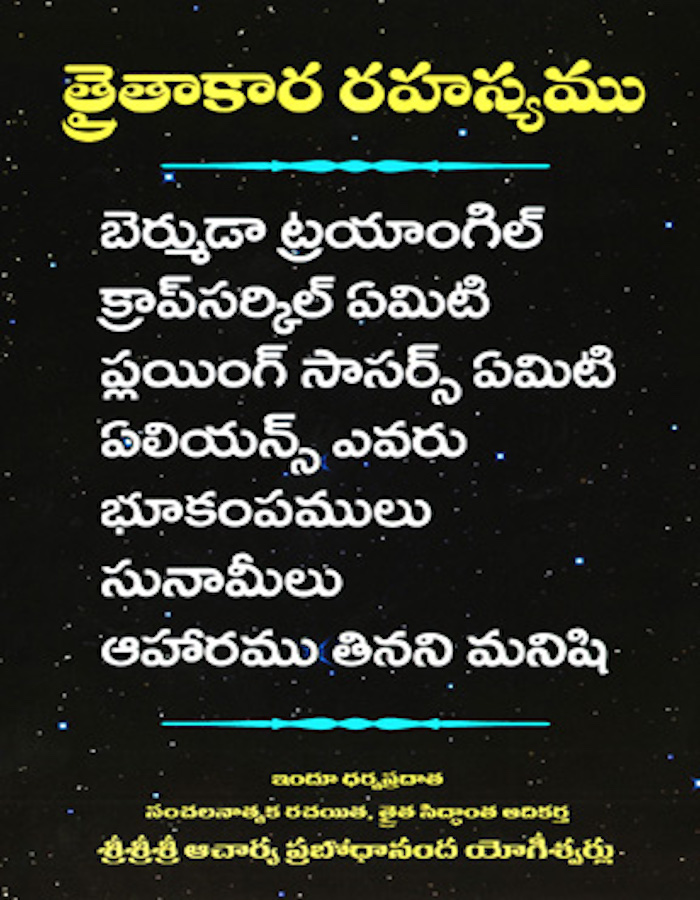 త్రైతాకార రహస్యము
బెర్ముడా ట్రయాంగిల్
క్రాప్‌సర్కిల్ ఏమిటి
ఫ్లయింగ్ సాసర్స్ ఏమిటి
ఏలియన్స్ ఎవరు
భూకంపములు
సునామీలు
ఆహారము తినని మనిషి
ఇందూ ధర్మప్రదాత
సంచలనాత్మక రచయిత, త్రైత సిద్ధాంత ఆదికర్త
శ్రీశ్రీశ్రీ ఆచార్య ప్రబోధానంద యోగీశ్వర్లు